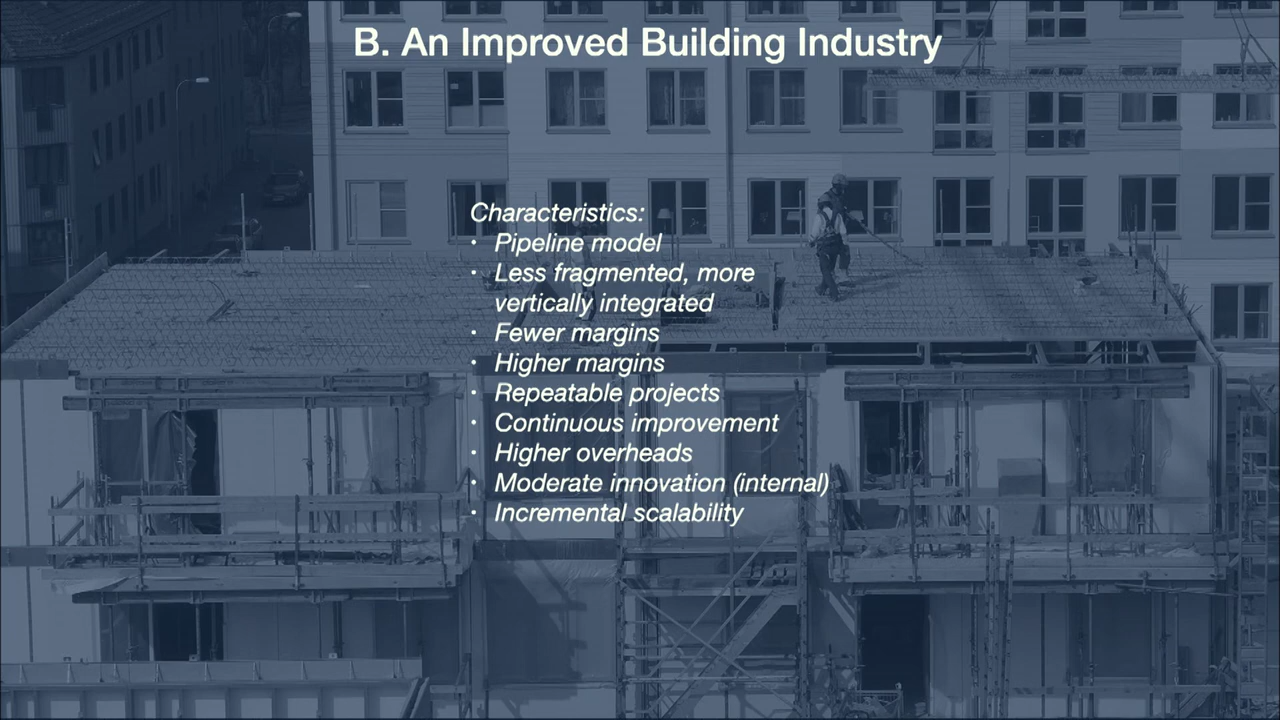 B. An Improved Building Industry
Characteristics:
• Pipeline model
• Less fragmented, more
vertically integrated
• Fewer margins
• Higher margins
• Repeatable projects
• Continuous improvement
• Higher overheads
• Moderate innovation (internal)
• Incremental scalability